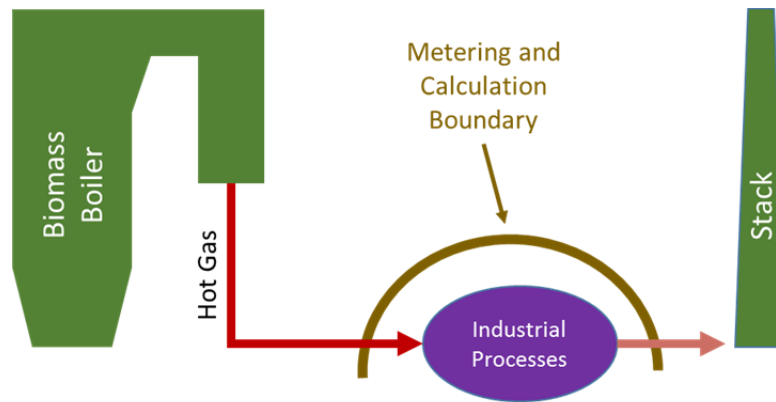 Biomass
Boiler
Hot Gas
Metering and
Calculation
Boundary
Industrial
Processes
Stack